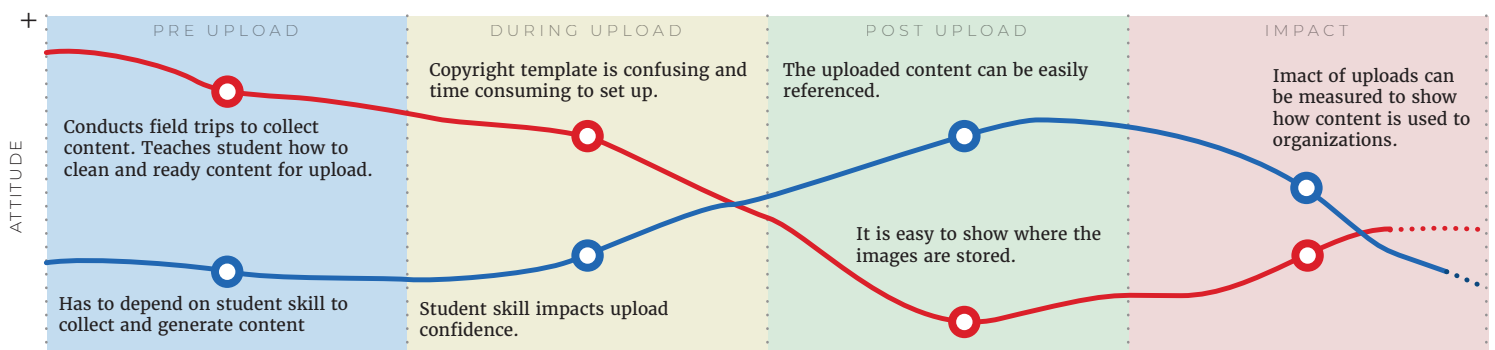 +
ATTITUDE
PRE UPLOAD
Conducts field trips to collect
content. Teaches student how to
clean and ready content for upload.
Has to depend on student skill to
collect and generate content
DURING UPLOAD
Copyright template is confusing and
time consuming to set up.
Student skill impacts upload
confidence.
POST UPLOAD
The uploaded content can be easily
referenced.
It is easy to show where the
images are stored.
IMPACT
Imact of uploads can
be measured to show
how content is used to
organizations.